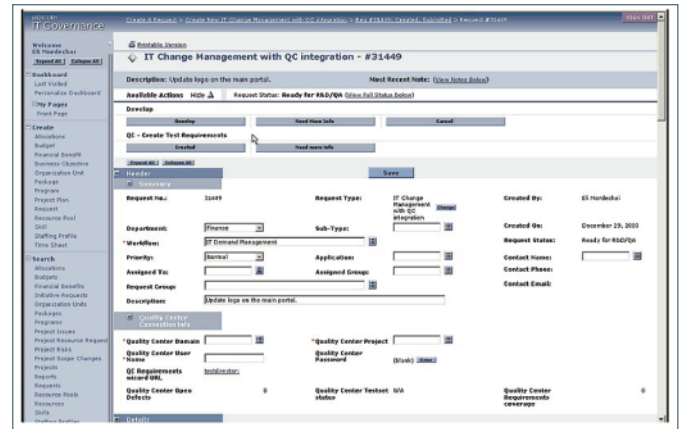 MERCURY
IT Governance
Create A Request > Create New IT Change Management with QC integration > Req #31449: Created, Submitted > Request #31449
SIGN OUT
Welcome
Eli Mordechai
Expand All Collapse All
Dashboard
Last Visited
Personalize Dashboard
My Pages
Front Page
Create
Allocations
Budget
Financial Benefit
Business Objective
Organization Unit
Package
Program
Project Plan
Request
Resource Pool
Skill
Staffing Profile
Time Sheet
Search
Allocations
Budgets
Financial Benefits
Initiative Requests
Organization Units
Packages
Programs
Project Issues
Project Resource Request
Project Risks
Project Scope Changes
Projects
Reports
Requests
Resource Pools
Resources
Skills
Staffing Profiles
Printable Version
IT Change Management with QC integration - #31449
Description: Update logo on the main portal. Most Recent Note: (View Notes Below)
Available Actions Hide Request Status: Ready for R&D/QA (View Full Status Below)
Develop
Develop Need More Info Cancel
QC - Create Test Requirements
Created Need more info
Expand All Collapse All
Header Save
Summary
Request No.: 31449 Request Type: IT Change Management with QC integration Change Created By: Eli Mordechai
Department: Finance Sub-Type: Created On: December 29, 2003
*Workflow: IT Demand Management Request Status: Ready for R&D/QA
Priority: Normal Application: Contact Name:
Assigned To: Assigned Group: Contact Phone:
Request Group: Contact Email:
Description: Update logo on the main portal.
Quality Center Connection Info
*Quality Center Domain *Quality Center Project
*Quality Center User Name Quality Center Password (blank)
QC Requirements wizard URL testdirector:
Quality Center Open Defects 0 Quality Center Testset status N/A Quality Center Requirements coverage 0
Details